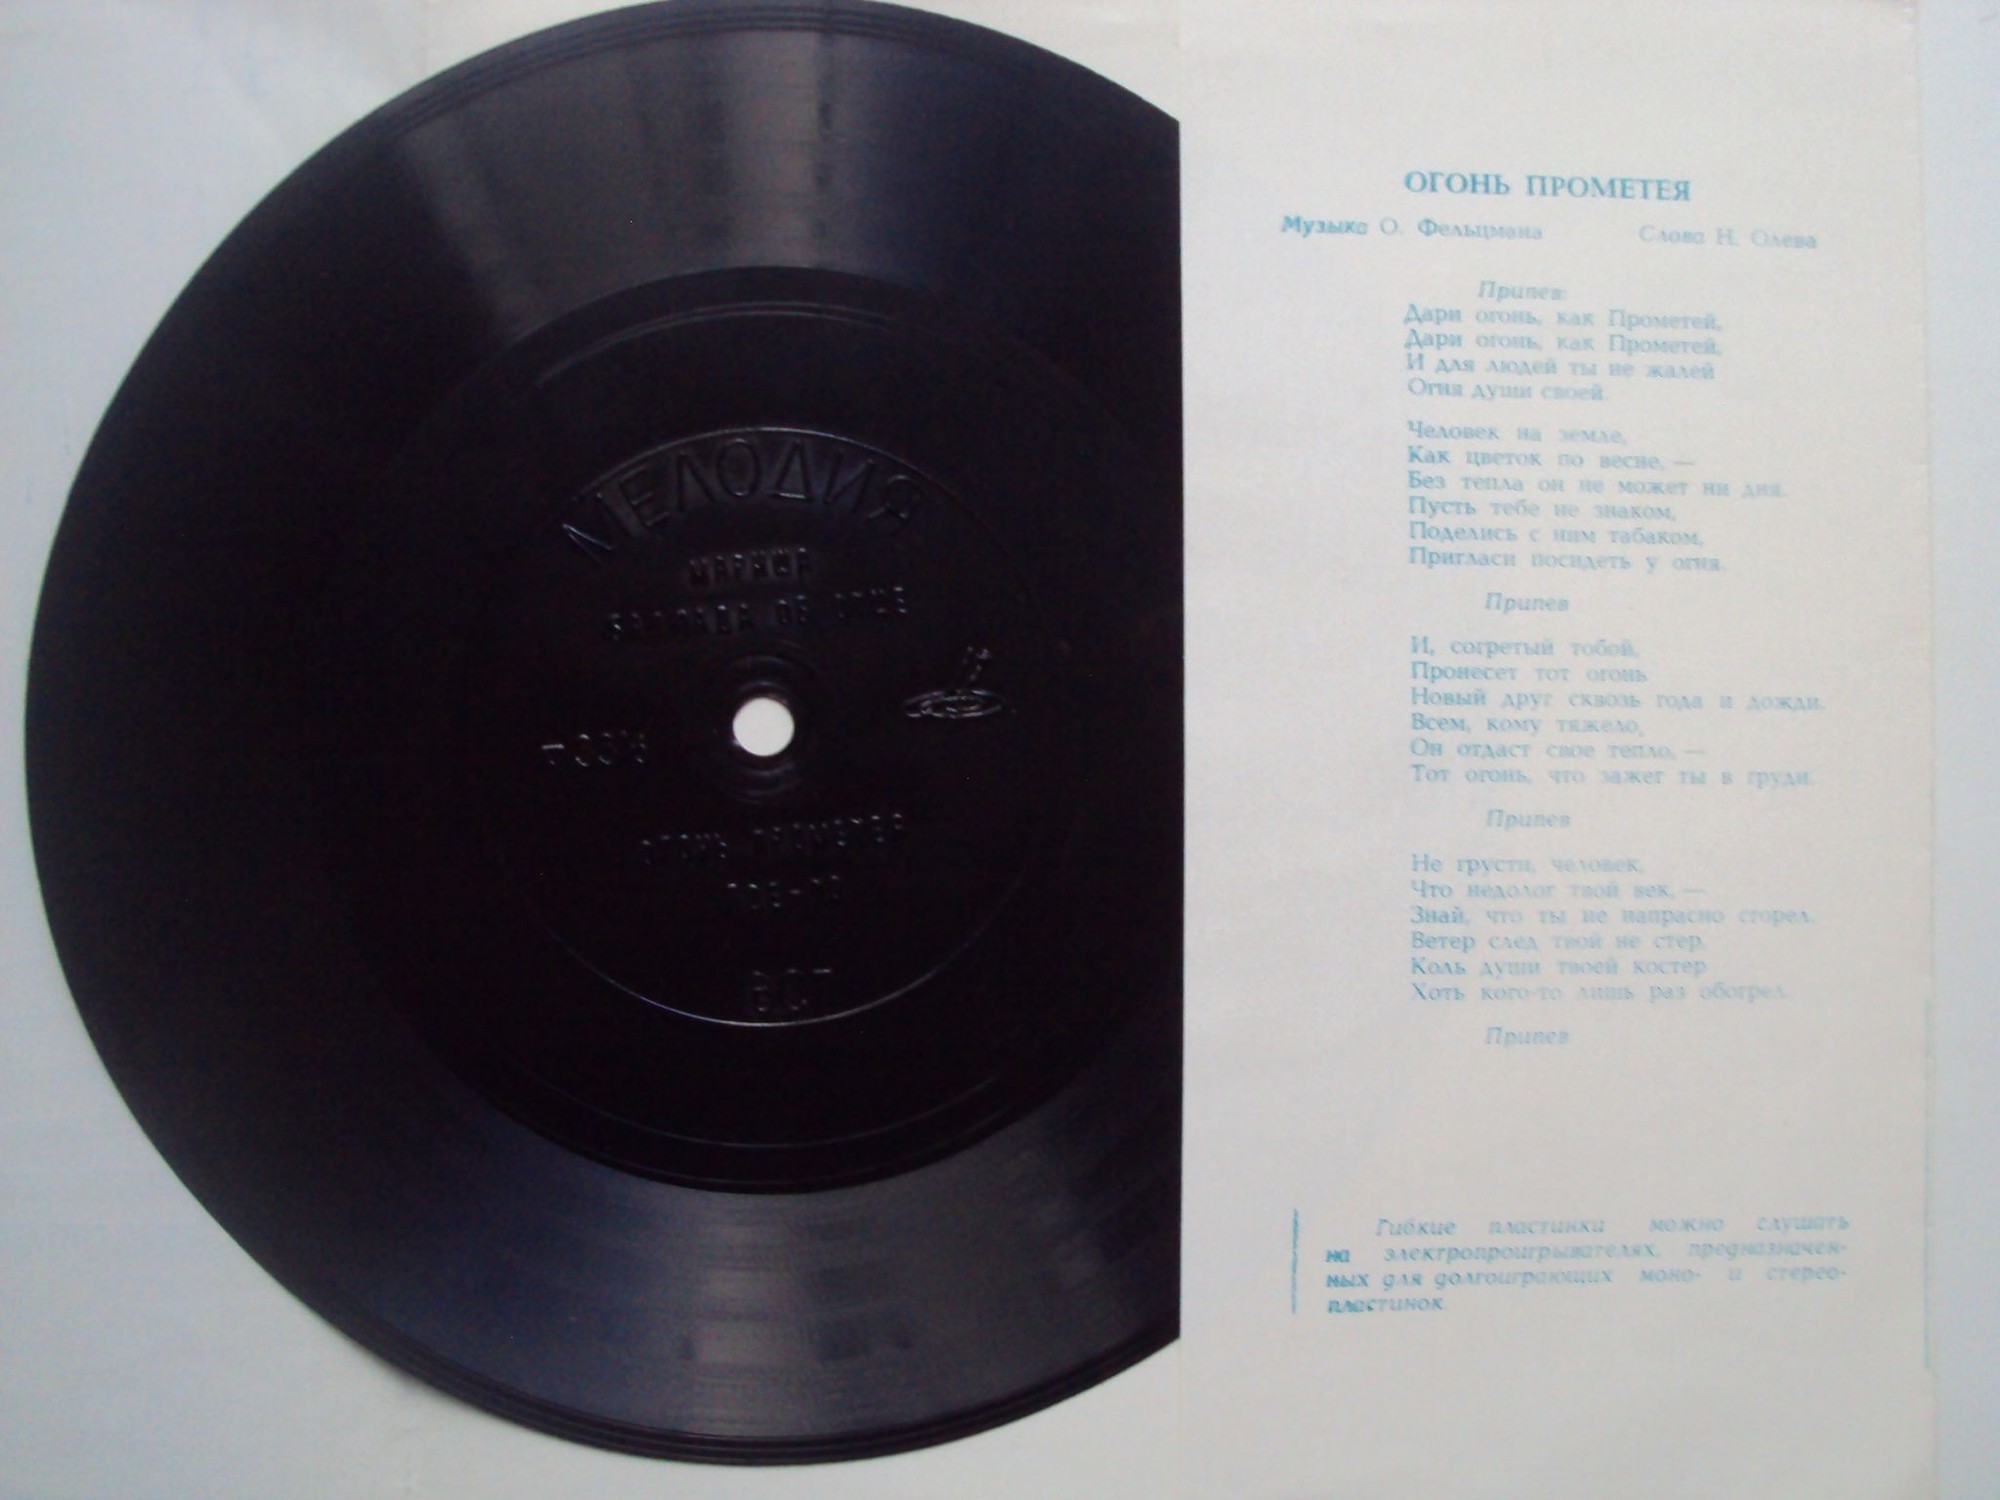 МЕЛОДИЯ
БАЛЛАДА ОБ
33
ОГОНЬ ПРОМЕТЕЯ
ОГОНЬ ПРОМЕТЕЯ
Музыка О. Фельцмана Слова Н. Олева
Припев:
Дари огонь, как Прометей,
Дари огонь, как Прометей,
И для людей ты не жалей
Огня души своей.
Человек на земле,
Как цветок по весне, —
Без тепла он не может ни дня.
Пусть тебе не знаком,
Поделись с ним табаком,
Пригласи посидеть у огня.
Припев
И, согретый тобой,
Пронесет тот огонь
Новый друг сквозь года и дожди.
Всем, кому тяжело,
Он отдаст свое тепло, —
Тот огонь, что зажег ты в груди.
Припев
Не грусти, человек,
Что недолог твой век, —
Знай, что ты не напрасно сгорел.
Ветер след твой не стер,
Коль души твоей костер
Хоть кого-то лишь раз обогрел.
Припев
Гибкие пластинки можно слушать
на электропроигрывателях, предназначен-
ных для долгоиграющих моно- и стерео-
пластинок.